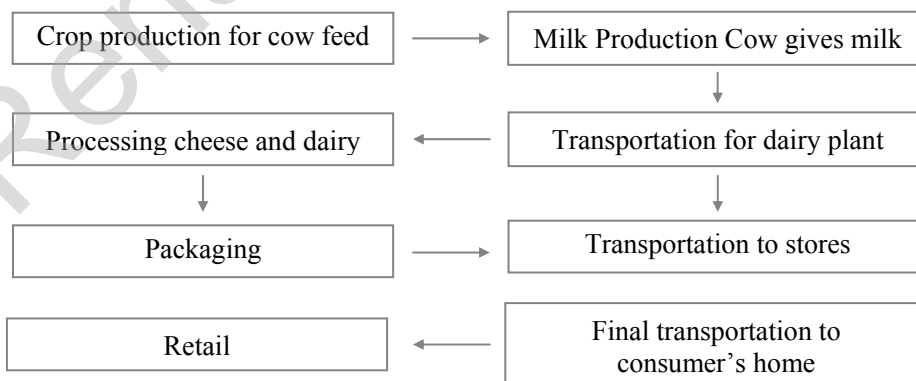 Crop production for cow feed
Milk Production Cow gives milk
Processing cheese and dairy
Transportation for dairy plant
Packaging
Transportation to stores
Retail
Final transportation to
consumer’s home